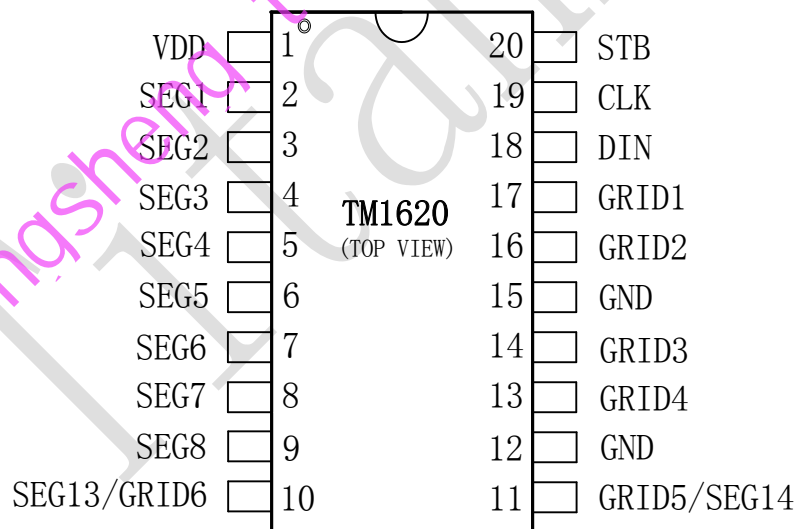 VDD 1 20 STB
SEG1 2 19 CLK
SEG2 3 18 DIN
SEG3 4 17 GRID1
TM1620
SEG4 5 (TOP VIEW) 16 GRID2
SEG5 6 15 GND
SEG6 7 14 GRID3
SEG7 8 13 GRID4
SEG8 9 12 GND
SEG13/GRID6 10 11 GRID5/SEG14